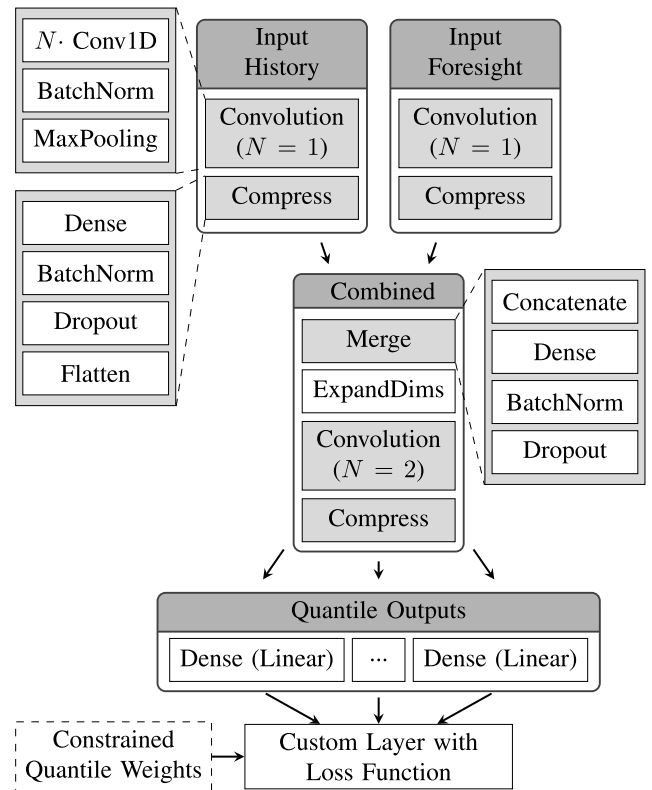 N· Conv1D
BatchNorm
MaxPooling
Dense
BatchNorm
Dropout
Flatten
Input
History
Convolution
(N = 1)
Compress
Input
Foresight
Convolution
(N = 1)
Compress
Combined
Merge
ExpandDims
Convolution
(N = 2)
Compress
Concatenate
Dense
BatchNorm
Dropout
Quantile Outputs
Dense (Linear)
...
Dense (Linear)
Constrained
Quantile Weights
Custom Layer with
Loss Function